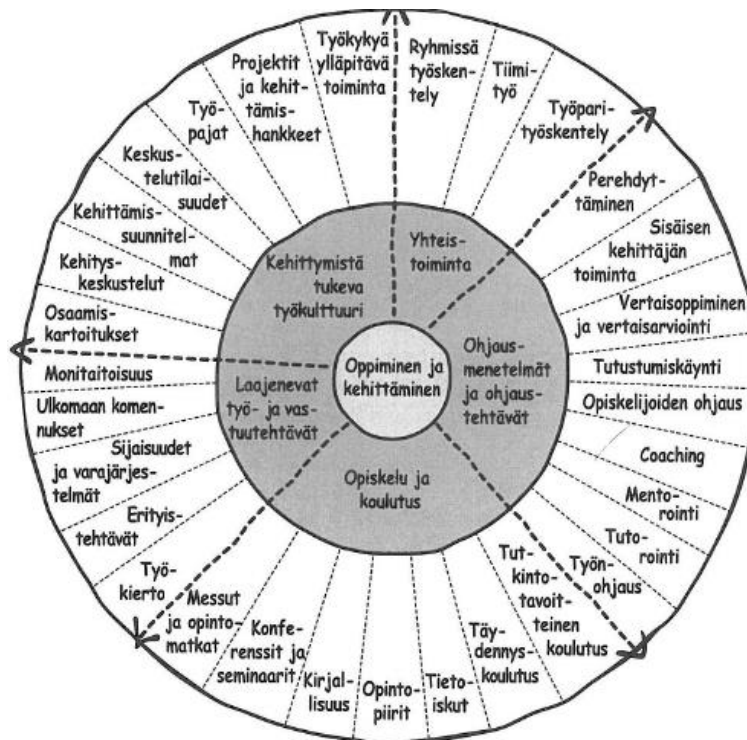 Oppiminen ja
kehittäminen
Yhteis-
toiminta
Ohjaus-
menetelmät
ja ohjaus-
tehtävät
Opiskelu ja
koulutus
Laajenevat
työ- ja vas-
tuutehtävät
Kehittymistä
tukeva
työkulttuuri
Ryhmissä
työsken-
tely
Tiimi-
työ
Työpari-
työskentely
Perehdyt-
täminen
Sisäisen
kehittäjän
toiminta
Vertaisoppiminen
ja vertaisarviointi
Tutustumiskäynti
Opiskelijoiden ohjaus
Coaching
Mento-
rointi
Tuto-
rointi
Työn-
ohjaus
Tut-
kinto-
tavoit-
teinen
koulutus
Täy-
dennys-
koulutus
Tieto-
iskut
Opinto-
piirit
Kirjal-
lisuus
Konfe-
renssit ja
seminaarit
Messut
ja opinto-
matkat
Työ-
kierto
Erityis-
tehtävät
Sijaisuudet
ja varajärjes-
telmät
Ulkomaan komen-
nukset
Monitaitoisuus
Osaamis-
kartoitukset
Kehitys-
keskustelut
Kehittämis-
suunnitel-
mat
Keskus-
telutilai-
suudet
Työ-
pajat
Projektit
ja kehit-
tämis-
hankkeet
Työkykyä
ylläpitävä
toiminta